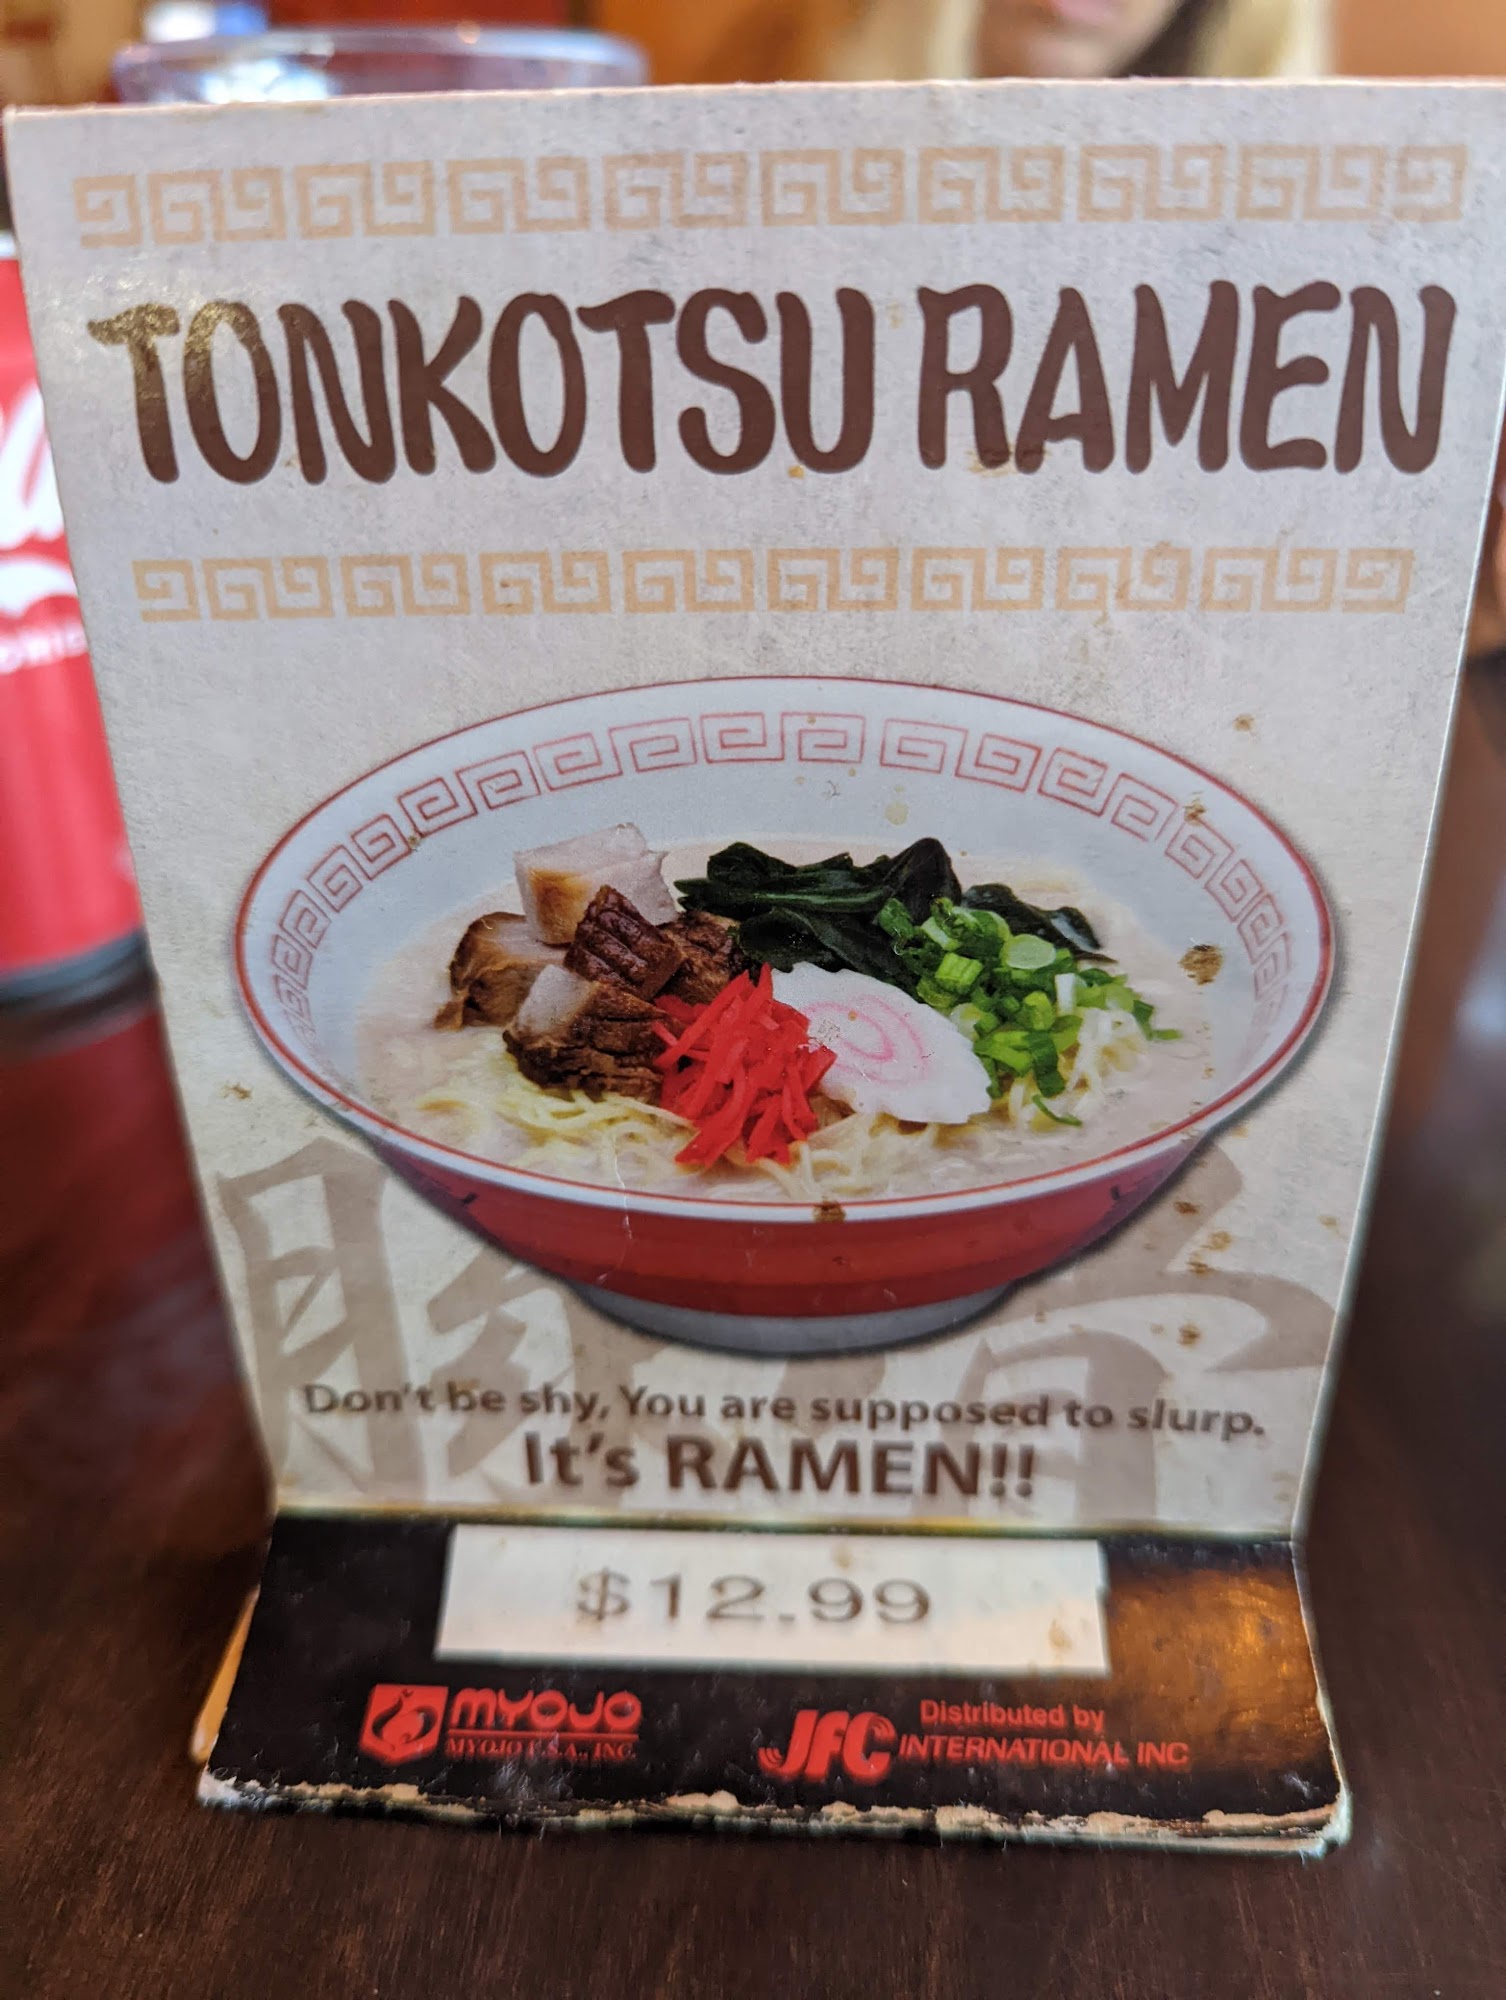 TONKOTSU RAMEN
Don't be shy, You are supposed to slurp.
It's RAMEN!!
$12.99
MYOJO
MYOJO U.S.A., INC.
JFC
Distributed by
INTERNATIONAL INC